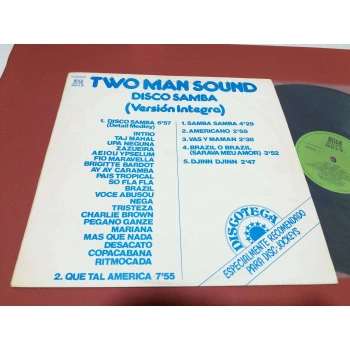 TWO MAN SOUND
DISCO SAMBA
(Versión Integra)
1. DISCO SAMBA 6'57
(Detail Medley)
INTRO
TAJ MAHAL
UPA NEGUNA
ZAZUEIRA
AEIOU YPSELUM
FIO MARAVELLA
BRIGITTE BARDOT
AY AY CARAMBA
PAIS TROPICAL
SO FLA FLA
BRAZIL
VOCE ABUSOU
NEGA
TRISTEZA
CHARLIE BROWN
PEGANO GANZE
MARIANA
MAS QUE NADA
DESACATO
COPACABANA
RITMOCADA
2. QUE TAL AMERICA 7'55
1. SAMBA SAMBA 4'29
2. AMERICANO 2'58
3. VAS Y MAMAN 2'38
4. BRAZIL O BRAZIL 3'52
(SARAVA MEU AMOR)
5. DJINN DJINN 2'47
DISCOTECA
ESPECIALMENTE RECOMENDADO
PARA DISC-JOCKEYS